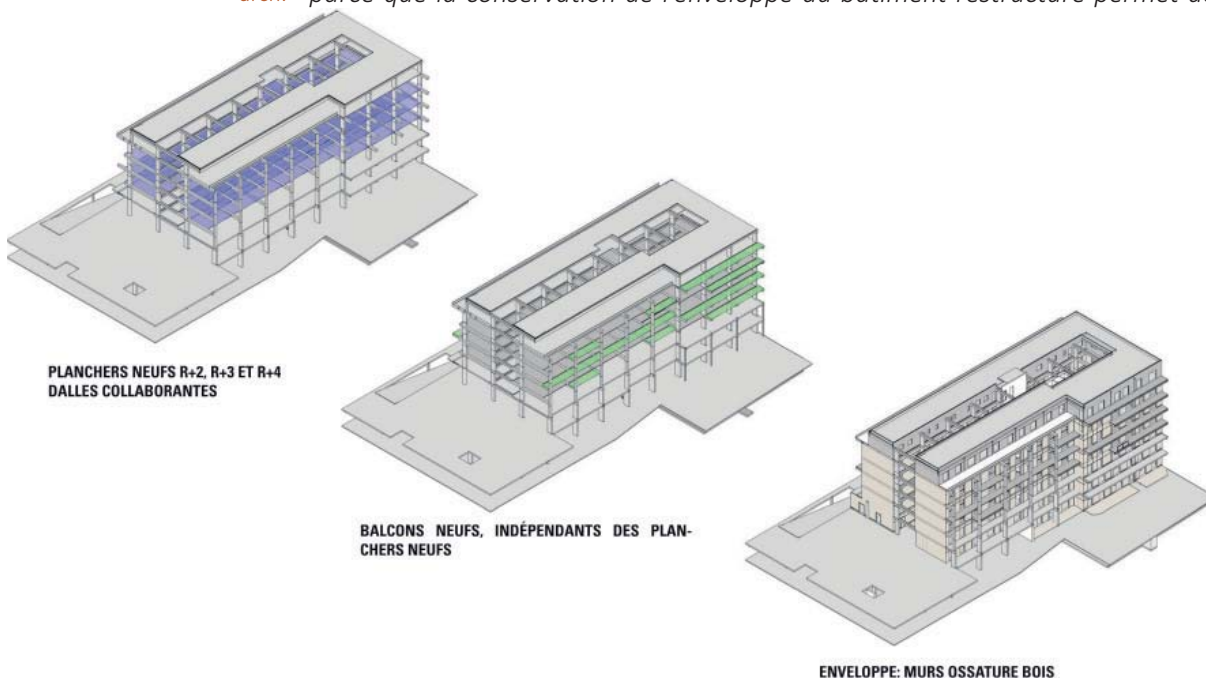 parce que la conservation de l'enveloppe du bâtiment restructuré permet
PLANCHERS NEUFS R+2, R+3 ET R+4
DALLES COLLABORANTES
BALCONS NEUFS, INDÉPENDANTS DES PLAN-
CHERS NEUFS
ENVELOPPE: MURS OSSATURE BOIS